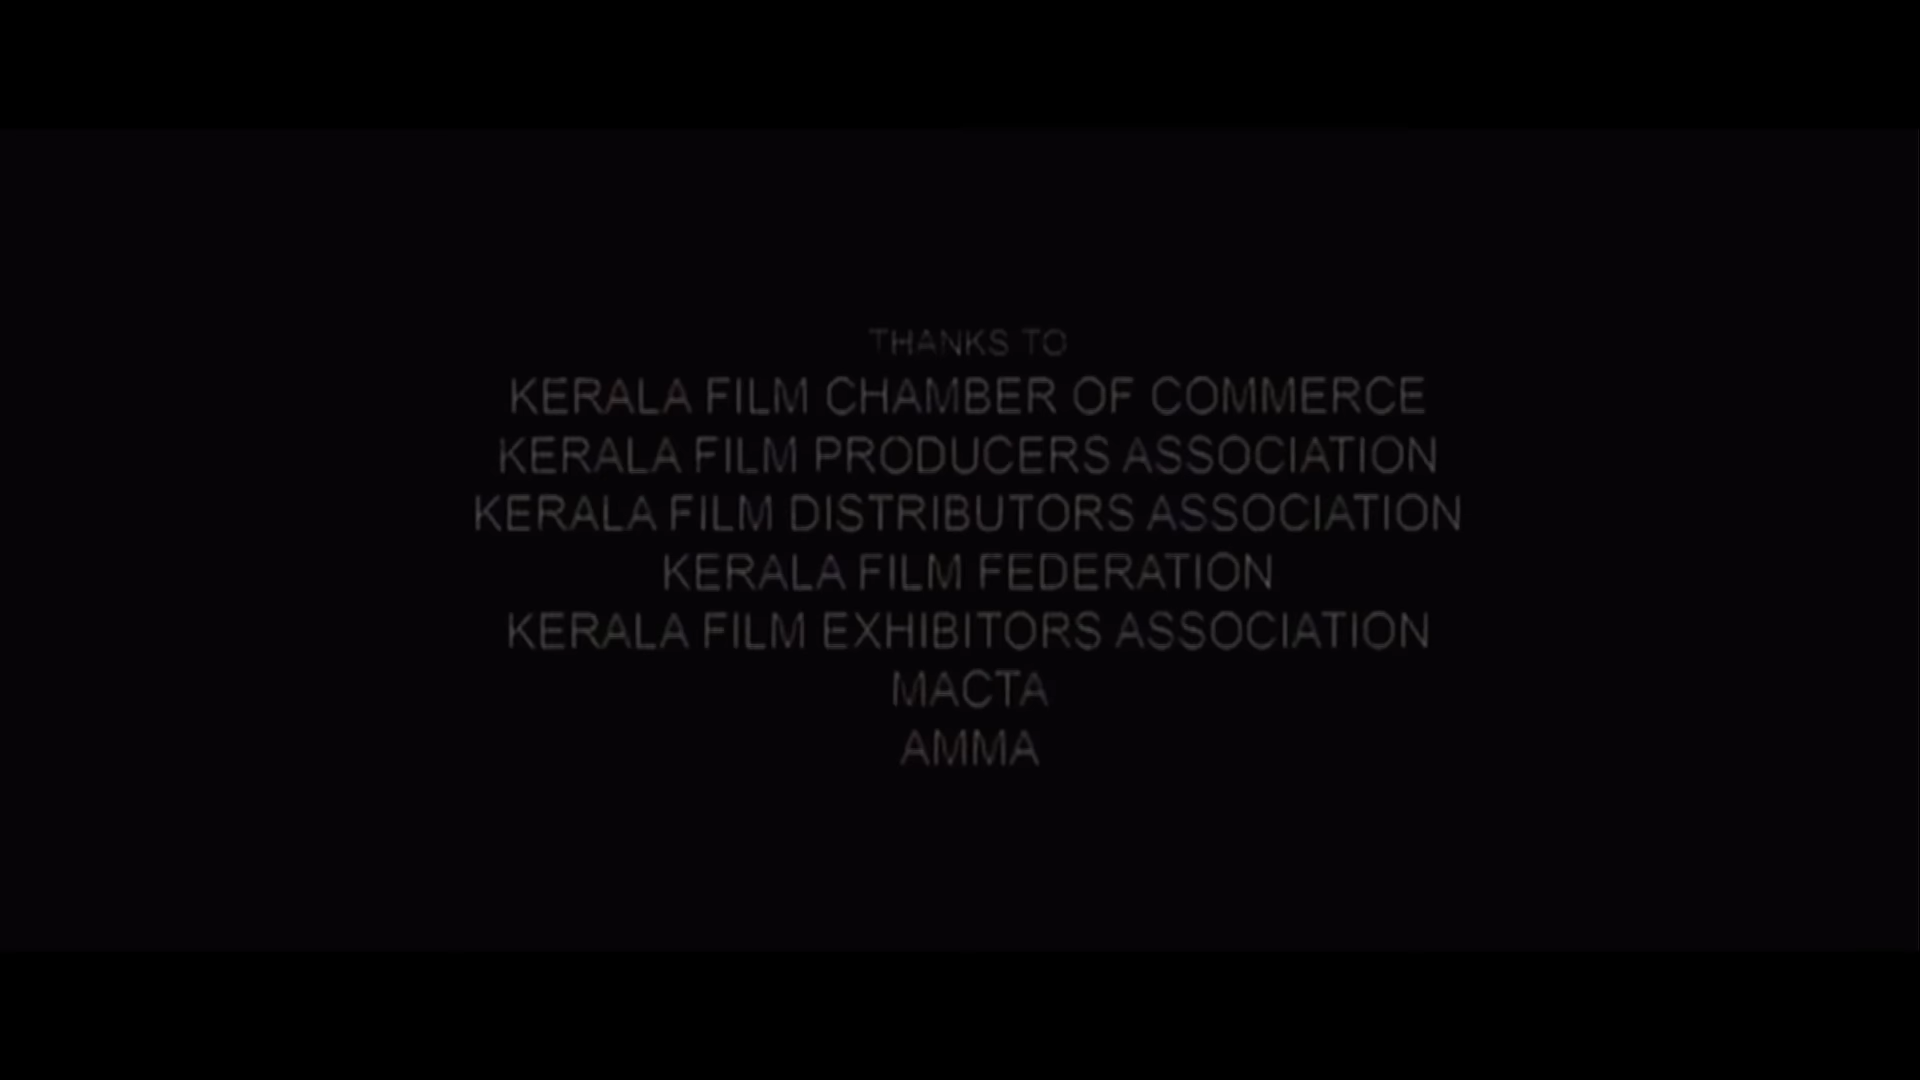 THANKS TO
KERALA FILM CHAMBER OF COMMERCE
KERALA FILM PRODUCERS ASSOCIATION
KERALA FILM DISTRIBUTORS ASSOCIATION
KERALA FILM FEDERATION
KERALA FILM EXHIBITORS ASSOCIATION
MACTA
AMMA